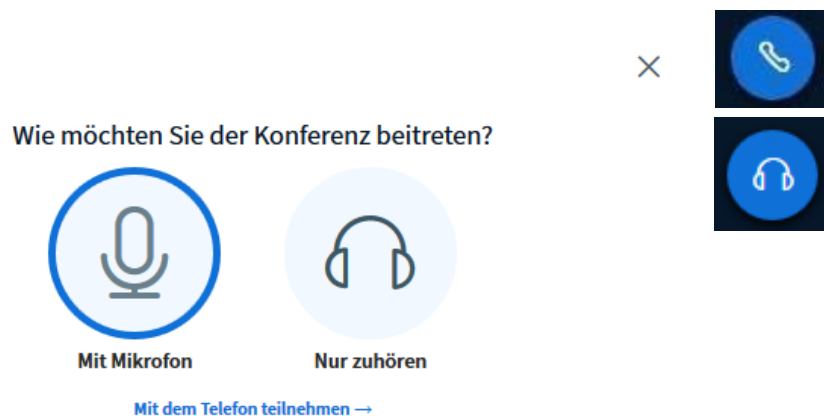 Wie möchten Sie der Konferenz beitreten?
Mit Mikrofon
Nur zuhören
Mit dem Telefon teilnehmen →